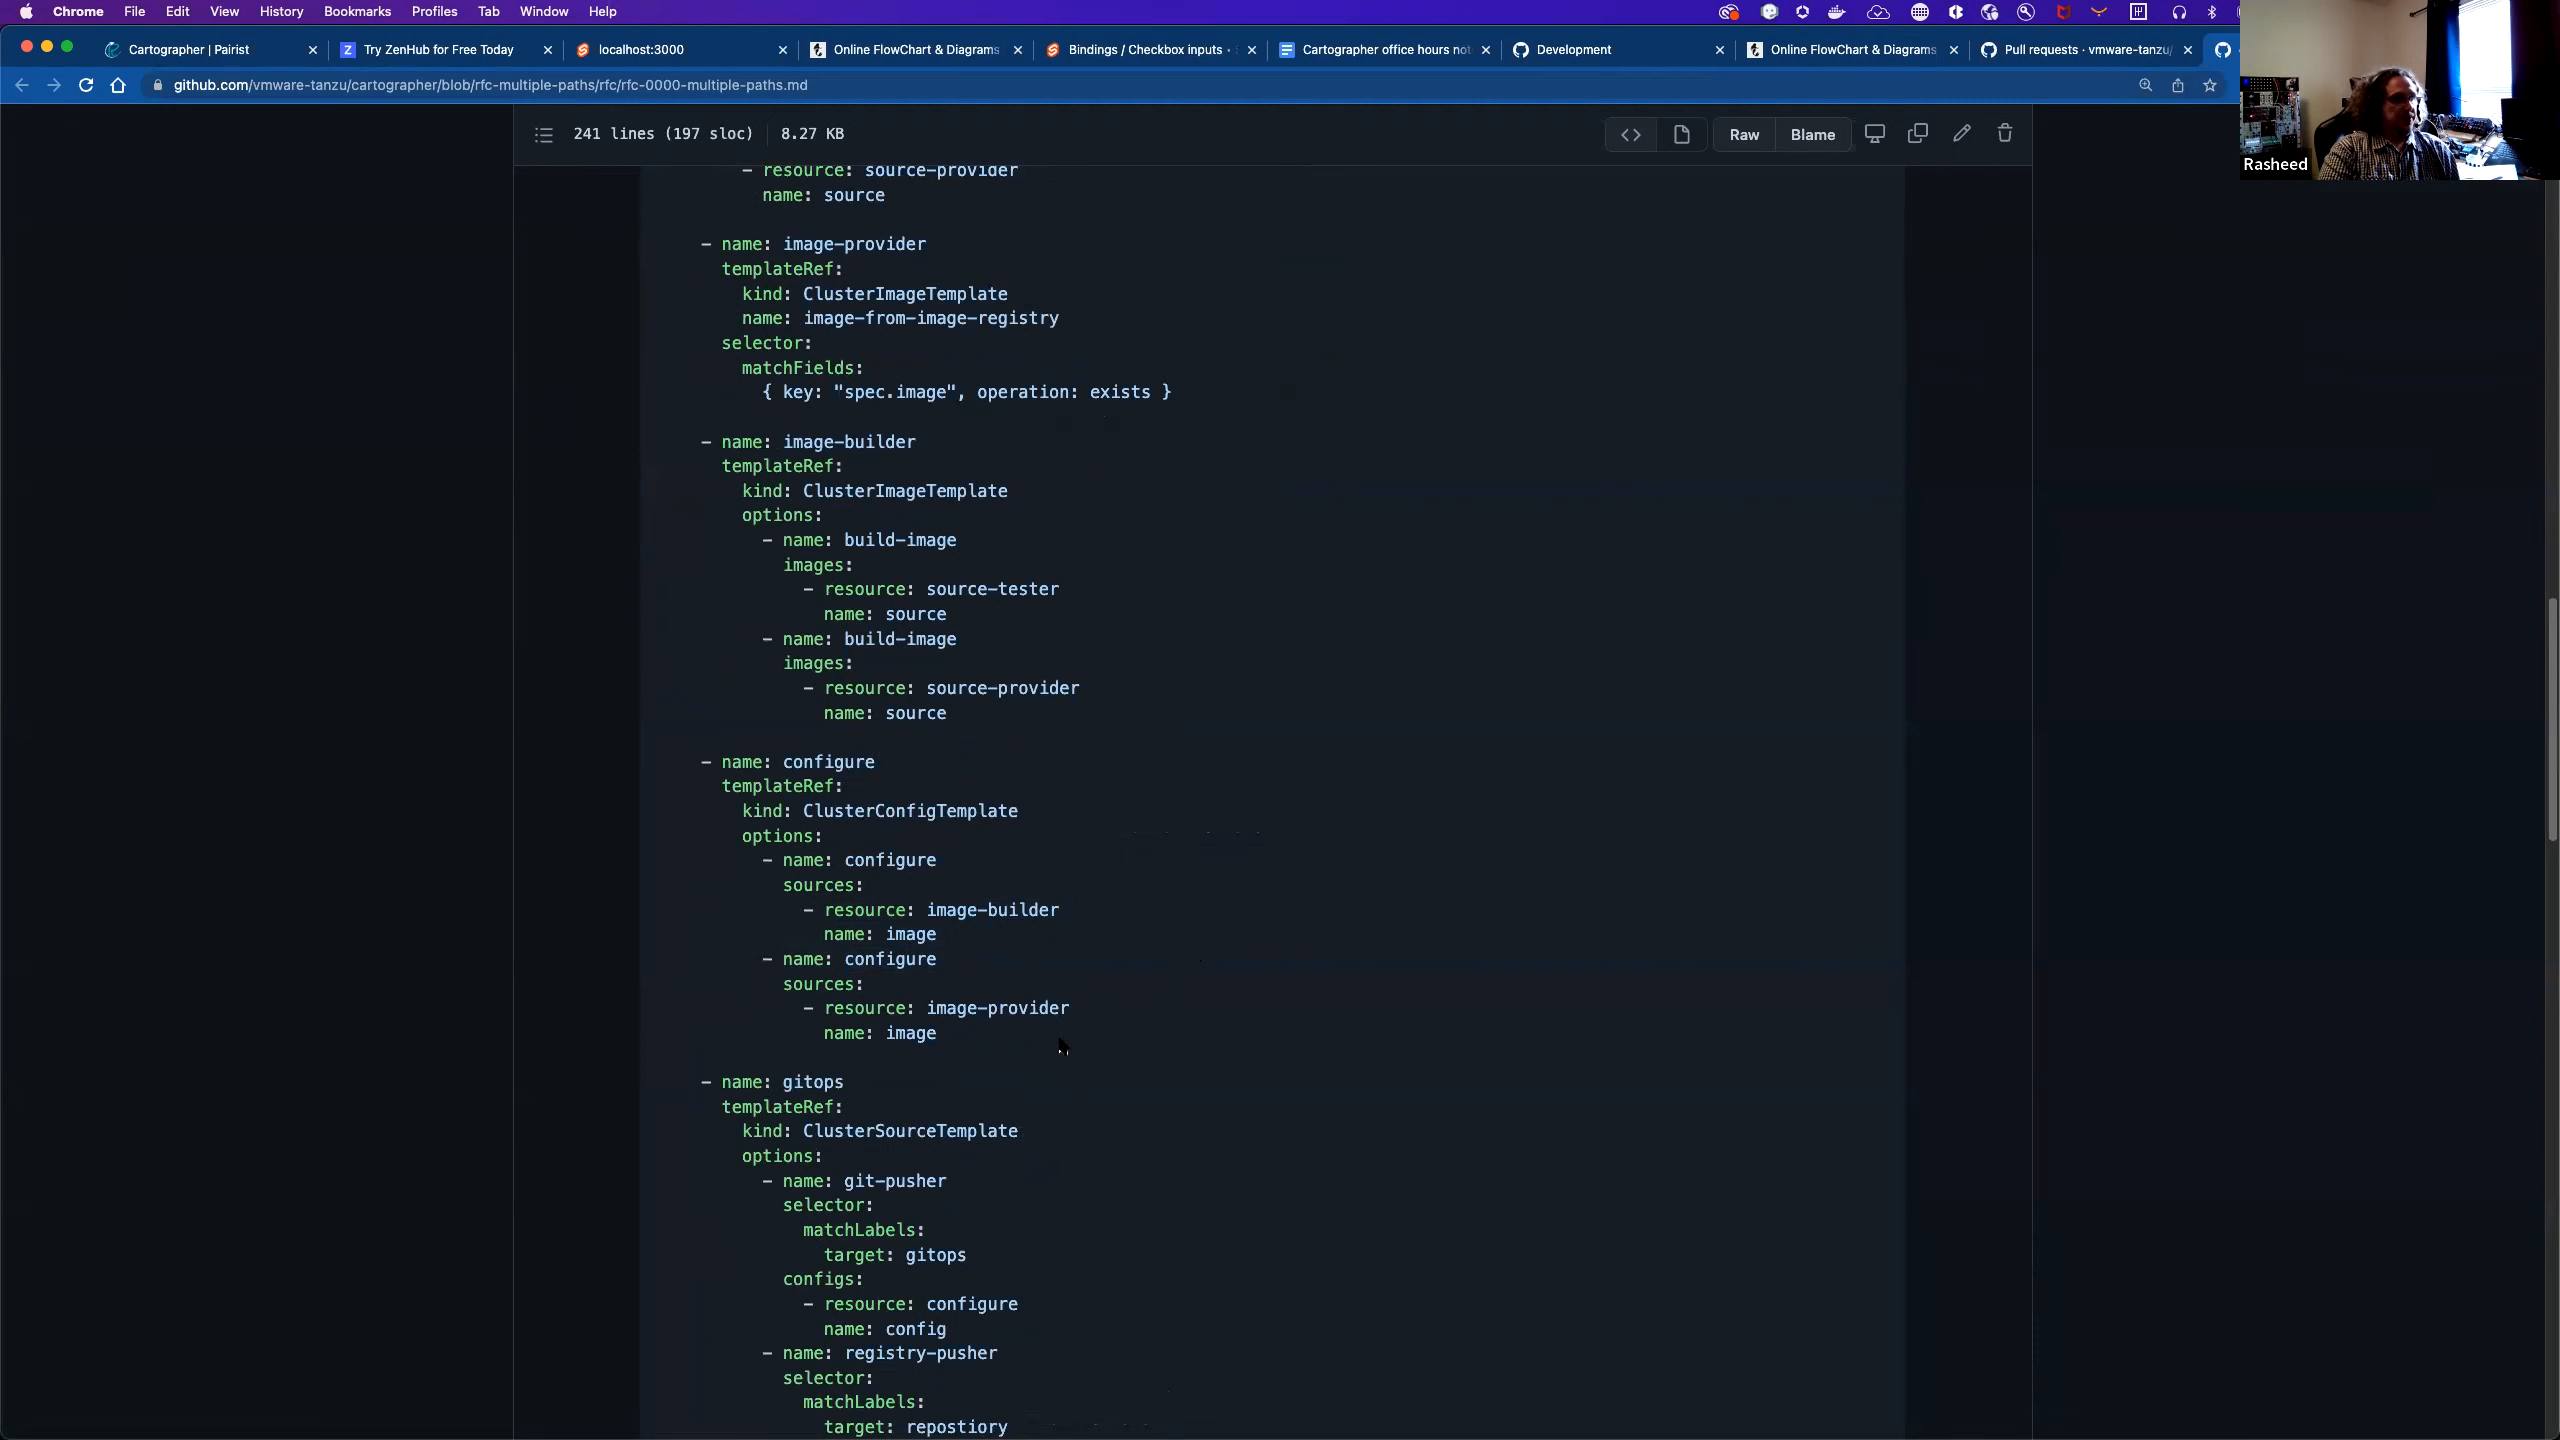 Chrome File Edit View History Bookmarks Profiles Tab Window Help
Cartographer | Pairist
Try ZenHub for Free Today
localhost:3000
Online FlowChart & Diagrams
Bindings / Checkbox inputs •
Cartographer office hours not
Development
Online FlowChart & Diagrams
Pull requests · vmware-tanzu/
github.com/vmware-tanzu/cartographer/blob/rfc-multiple-paths/rfc/rfc-0000-multiple-paths.md
Rasheed
241 lines (197 sloc) 8.27 KB
Raw Blame
- resource: source-provider
name: source
- name: image-provider
templateRef:
kind: ClusterImageTemplate
name: image-from-image-registry
selector:
matchFields:
{ key: "spec.image", operation: exists }
- name: image-builder
templateRef:
kind: ClusterImageTemplate
options:
- name: build-image
images:
- resource: source-tester
name: source
- name: build-image
images:
- resource: source-provider
name: source
- name: configure
templateRef:
kind: ClusterConfigTemplate
options:
- name: configure
sources:
- resource: image-builder
name: image
- name: configure
sources:
- resource: image-provider
name: image
- name: gitops
templateRef:
kind: ClusterSourceTemplate
options:
- name: git-pusher
selector:
matchLabels:
target: gitops
configs:
- resource: configure
name: config
- name: registry-pusher
selector:
matchLabels:
target: repostiory